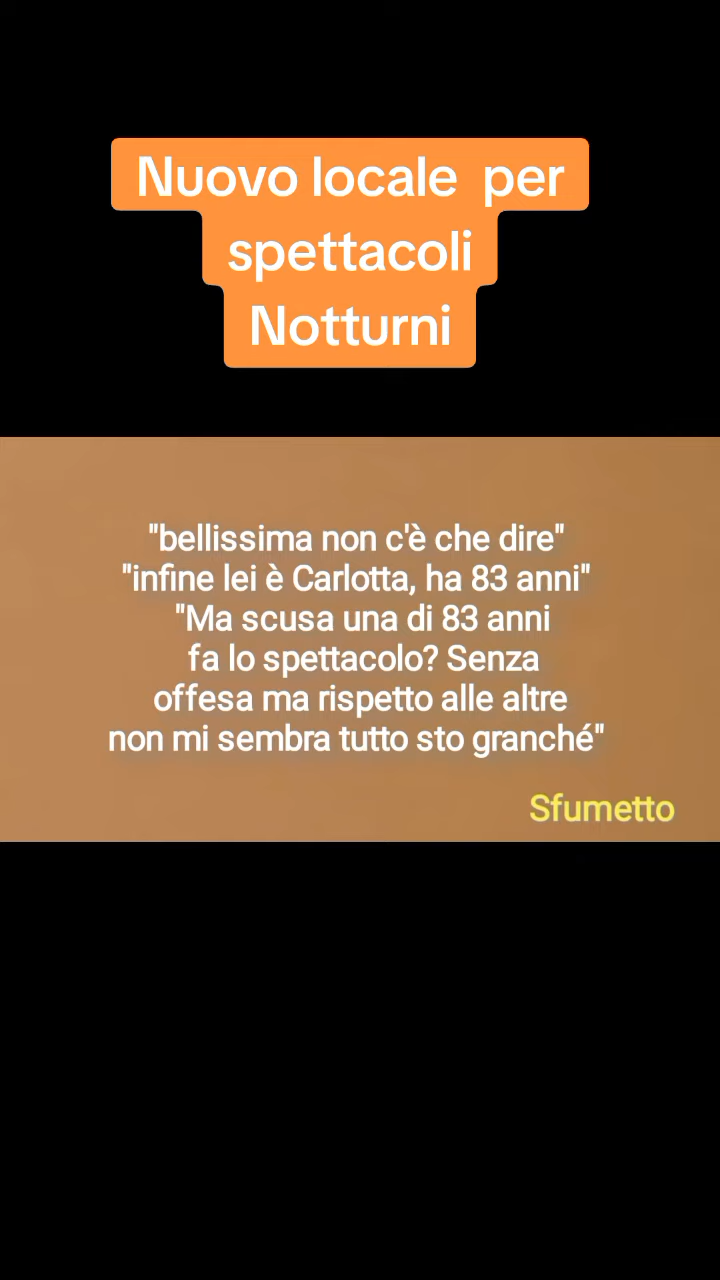 Nuovo locale per
spettacoli
Notturni
"bellissima non c'è che dire"
"infine lei è Carlotta, ha 83 anni"
"Ma scusa una di 83 anni
fa lo spettacolo? Senza
offesa ma rispetto alle altre
non mi sembra tutto sto granché"
Sfumetto